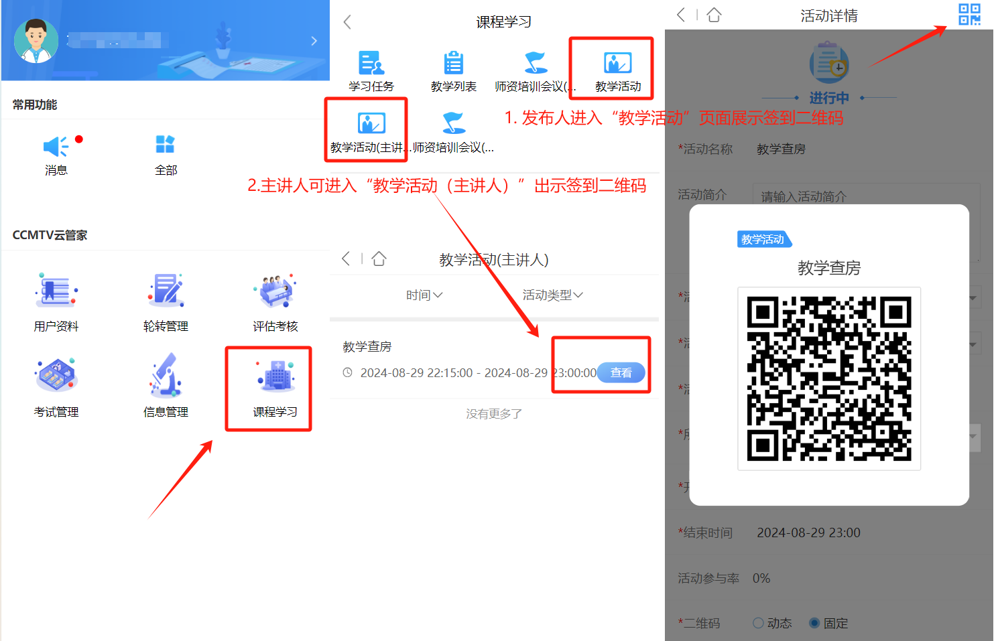 常用功能
消息
全部
CCMTV云管家
用户资料
轮转管理
评估考核
考试管理
信息管理
课程学习
课程学习
学习任务
教学列表
师资培训会议(...
教学活动
1. 发布人进入“教学活动”页面展示签到二维码
教学活动(主讲...
师资培训会议(...
2.主讲人可进入“教学活动（主讲人）”出示签到二维码
教学活动(主讲人)
时间
活动类型
教学查房
2024-08-29 22:15:00 - 2024-08-29 23:00:00
查看
没有更多了
活动详情
进行中
*活动名称 教学查房
活动简介 请输入活动简介
教学活动
教学查房
*结束时间 2024-08-29 23:00
活动参与率 0%
*二维码 动态 固定